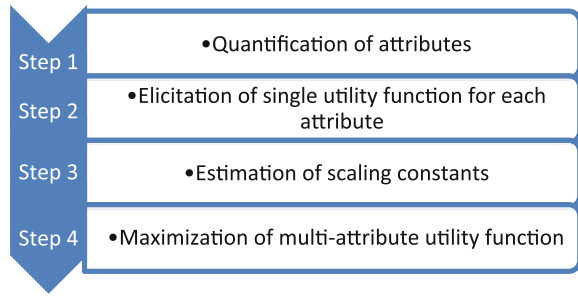 Step 1
•Quantification of attributes
Step 2
•Elicitation of single utility function for each
attribute
Step 3
•Estimation of scaling constants
Step 4
•Maximization of multi-attribute utility function